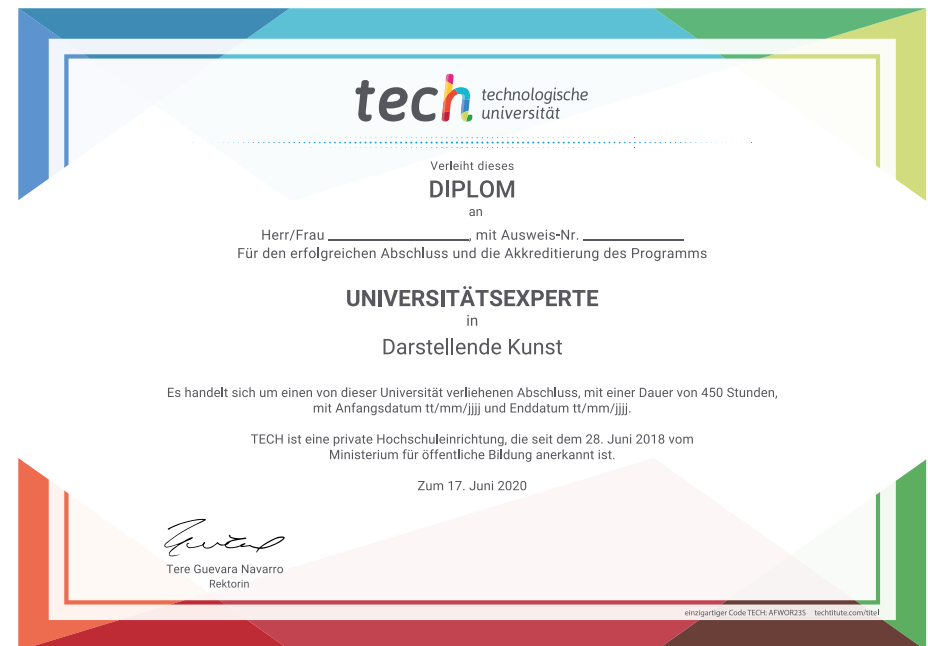 tech technologische
universität
Verleiht dieses
DIPLOM
an
Herr/Frau ____________________, mit Ausweis-Nr. ______________
Für den erfolgreichen Abschluss und die Akkreditierung des Programms
UNIVERSITÄTSEXPERTE
in
Darstellende Kunst
Es handelt sich um einen von dieser Universität verliehenen Abschluss, mit einer Dauer von 450 Stunden,
mit Anfangsdatum tt/mm/jjjj und Enddatum tt/mm/jjjj.
TECH ist eine private Hochschuleinrichtung, die seit dem 28. Juni 2018 vom
Ministerium für öffentliche Bildung anerkannt ist.
Zum 17. Juni 2020
Tere Guevara Navarro
Rektorin
einzigartiger Code TECH: AFWOR23S techtitute.com/titel